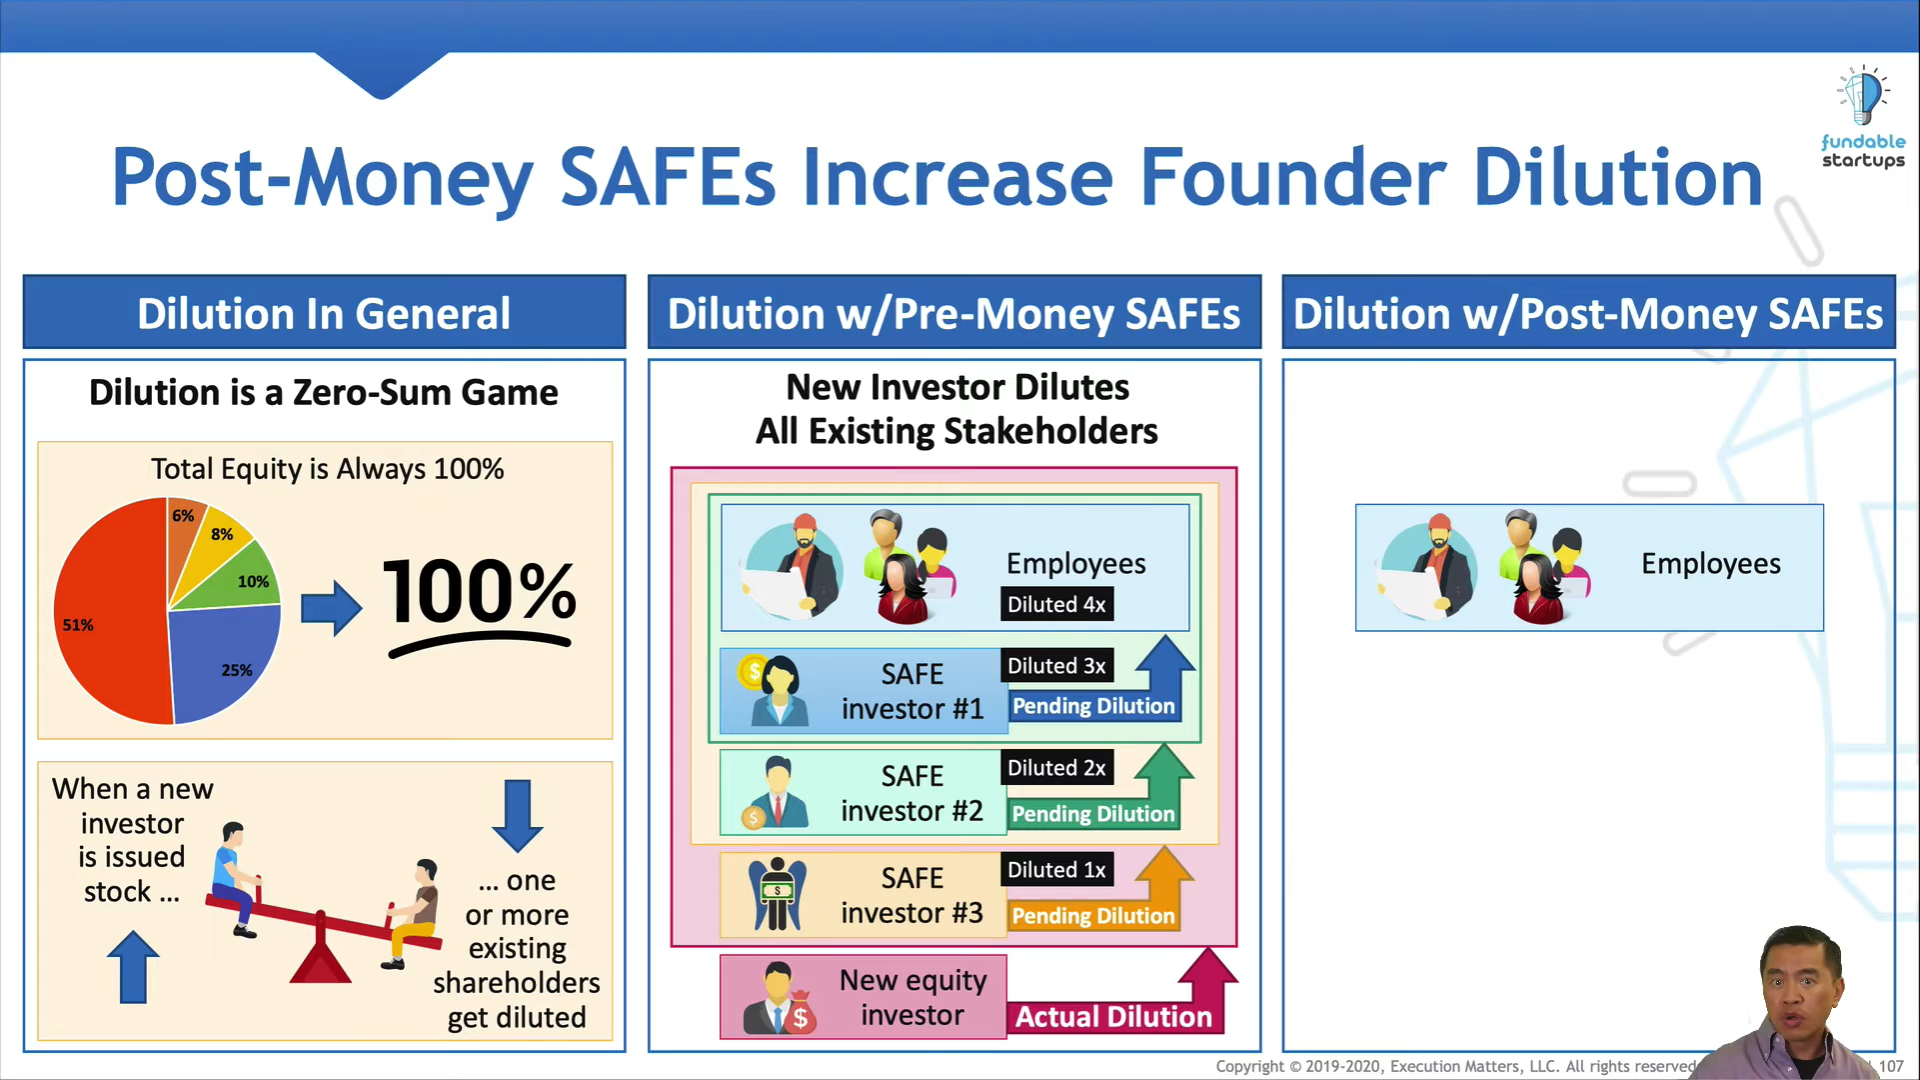 fundable
startups
Post-Money SAFEs Increase Founder Dilution
Dilution In General
Dilution is a Zero-Sum Game
Total Equity is Always 100%
6%
8%
10%
25%
51%
100%
When a new
investor
is issued
stock ...
... one
or more
existing
shareholders
get diluted
Dilution w/Pre-Money SAFEs
New Investor Dilutes
All Existing Stakeholders
Employees
Diluted 4x
SAFE
investor #1
Diluted 3x
Pending Dilution
SAFE
investor #2
Diluted 2x
Pending Dilution
SAFE
investor #3
Diluted 1x
Pending Dilution
New equity
investor
Actual Dilution
Dilution w/Post-Money SAFEs
Employees
Copyright © 2019-2020, Execution Matters, LLC. All rights reserved
107